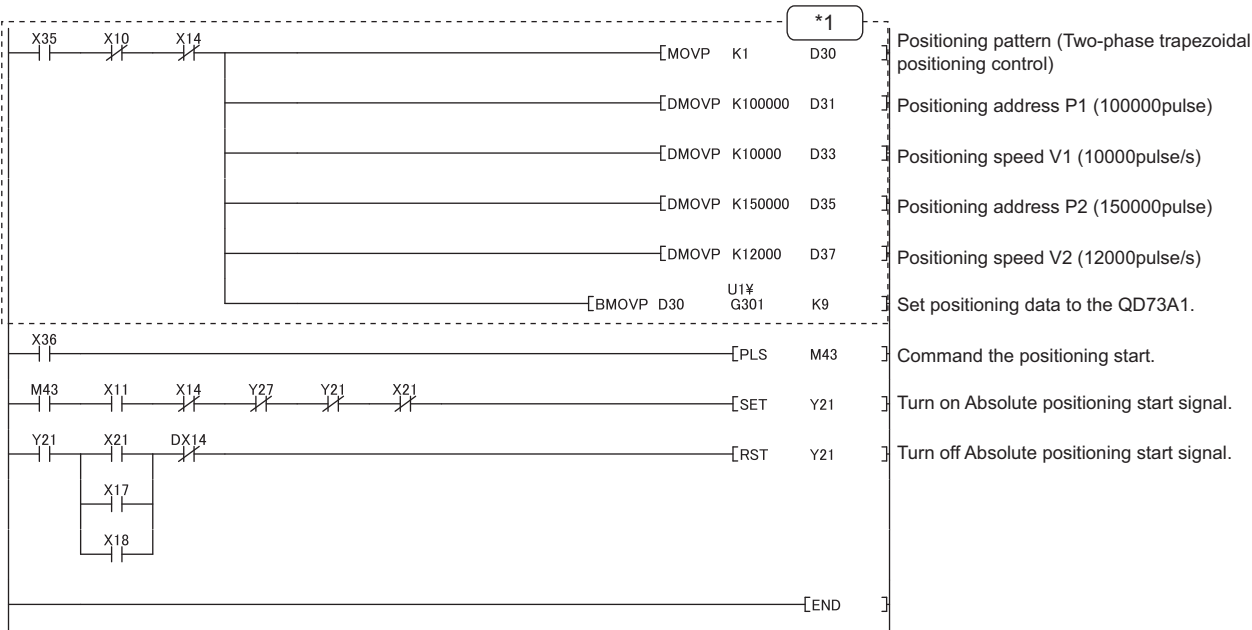 *1
X35 X10 X14
[MOVP K1 D30 ] Positioning pattern (Two-phase trapezoidal
positioning control)
[DMOVP K100000 D31 ] Positioning address P1 (100000pulse)
[DMOVP K10000 D33 ] Positioning speed V1 (10000pulse/s)
[DMOVP K150000 D35 ] Positioning address P2 (150000pulse)
[DMOVP K12000 D37 ] Positioning speed V2 (12000pulse/s)
U1¥
[BMOVP D30 G301 K9 ] Set positioning data to the QD73A1.
X36
[PLS M43 ] Command the positioning start.
M43 X11 X14 Y27 Y21 X21
[SET Y21 ] Turn on Absolute positioning start signal.
Y21 X21 DX14
[RST Y21 ] Turn off Absolute positioning start signal.
X17
X18
[END ]